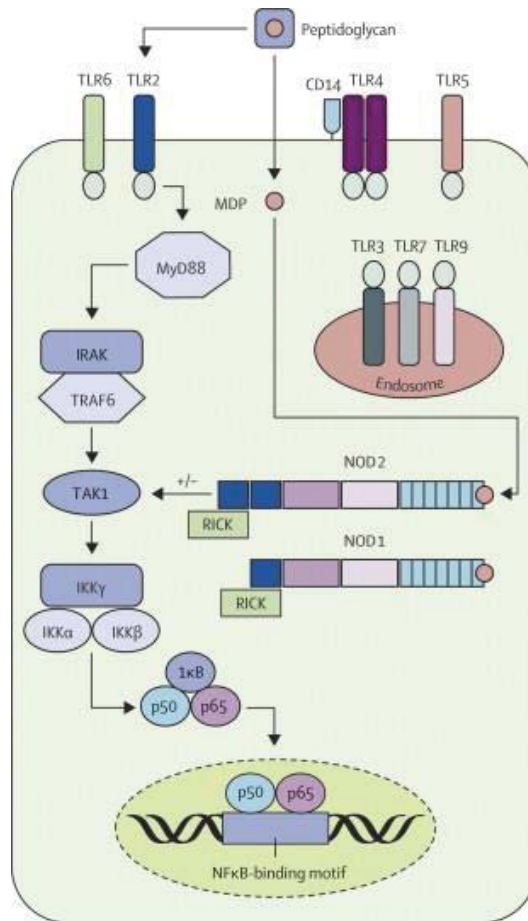 Peptidoglycan
TLR6
TLR2
CD14
TLR4
TLR5
MDP
MyD88
TLR3
TLR7
TLR9
Endosome
IRAK
TRAF6
NOD2
+/-
TAK1
RICK
NOD1
RICK
IKKγ
IKKα
IKKβ
1κB
p50
p65
p50
p65
NFκB-binding motif